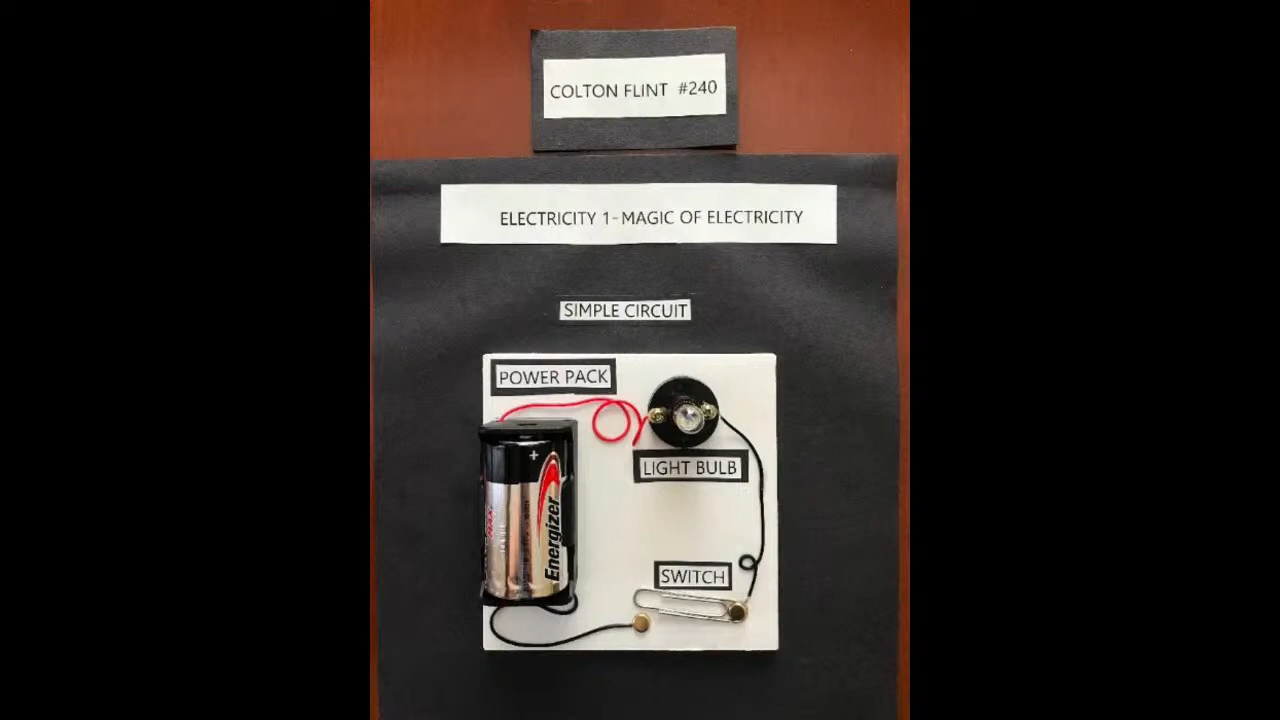 COLTON FLINT #240
ELECTRICITY 1-MAGIC OF ELECTRICITY
SIMPLE CIRCUIT
POWER PACK
LIGHT BULB
+
Energizer
SWITCH